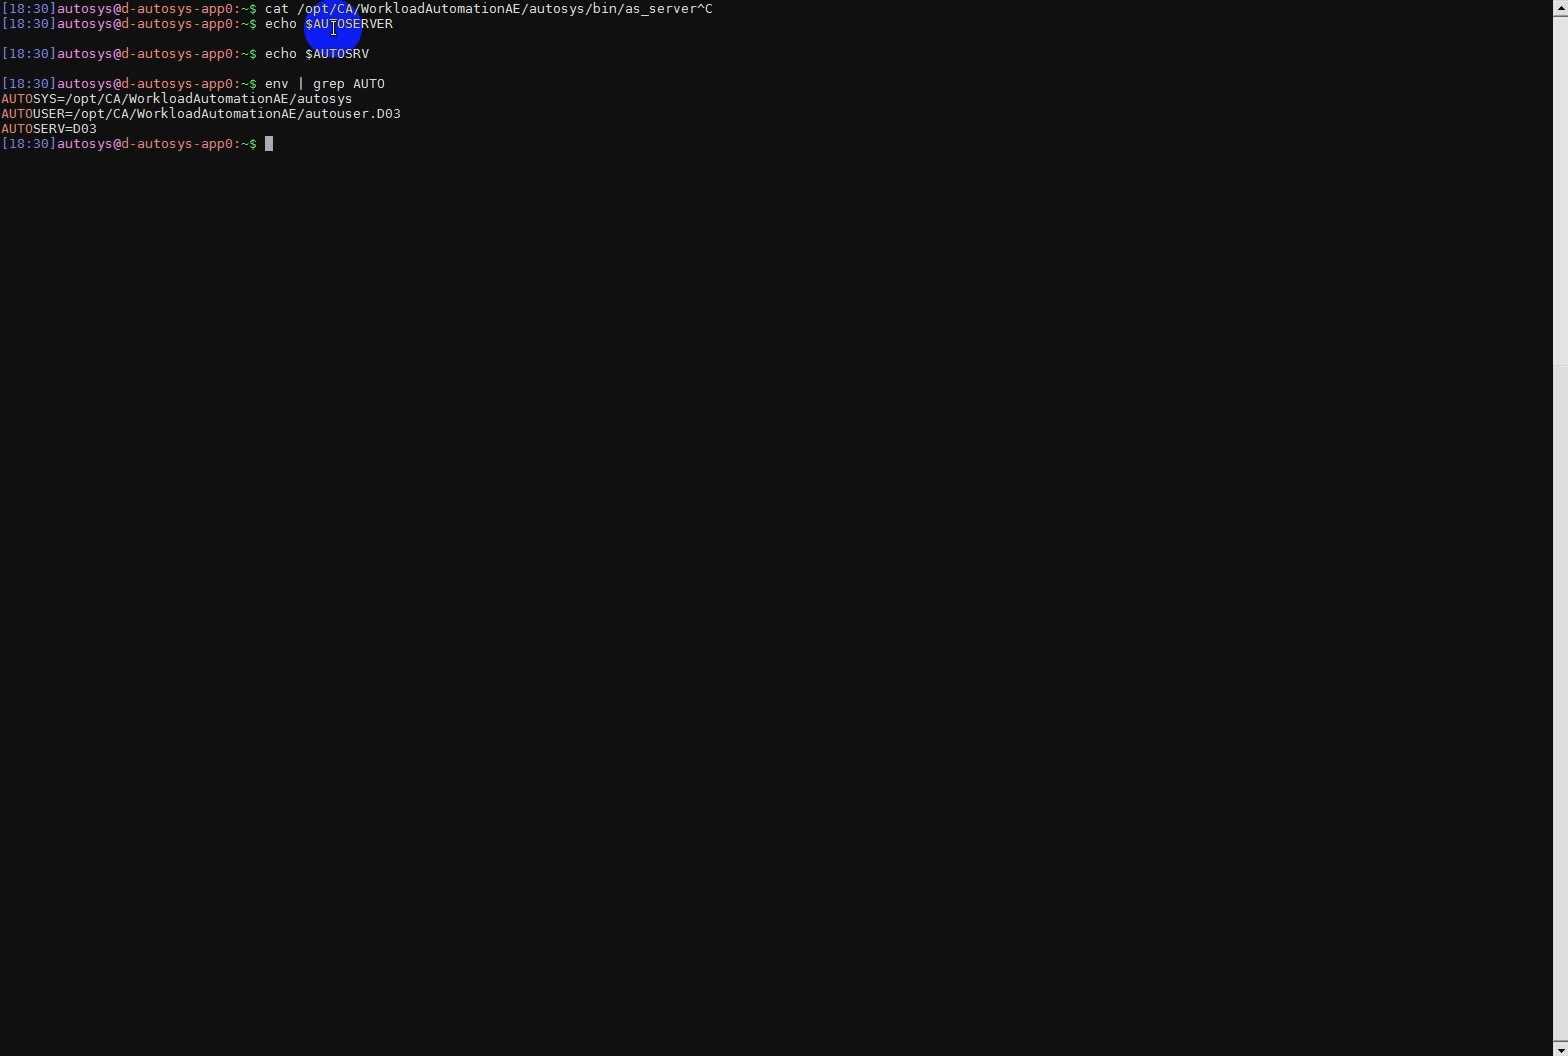 [18:30]autosys@d-autosys-app0:~$ cat /opt/CA/WorkloadAutomationAE/autosys/bin/as_server^C
[18:30]autosys@d-autosys-app0:~$ echo $AUTOSERVER
[18:30]autosys@d-autosys-app0:~$ echo $AUTOSRV
[18:30]autosys@d-autosys-app0:~$ env | grep AUTO
AUTOSYS=/opt/CA/WorkloadAutomationAE/autosys
AUTOUSER=/opt/CA/WorkloadAutomationAE/autouser.D03
AUTOSERV=D03
[18:30]autosys@d-autosys-app0:~$